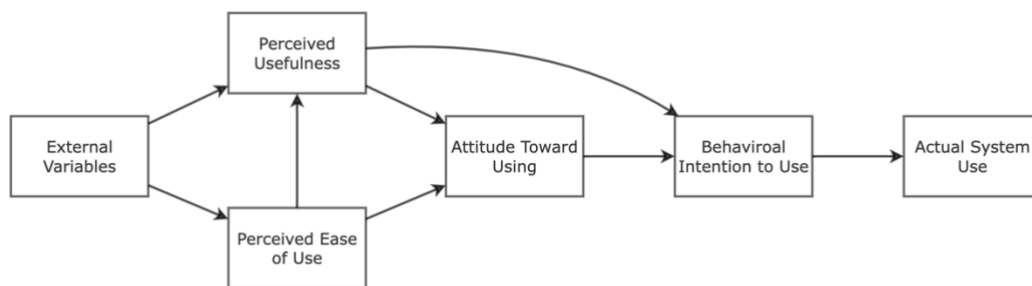 Perceived
Usefulness
External
Variables
Perceived Ease
of Use
Attitude Toward
Using
Behaviroal
Intention to Use
Actual System
Use